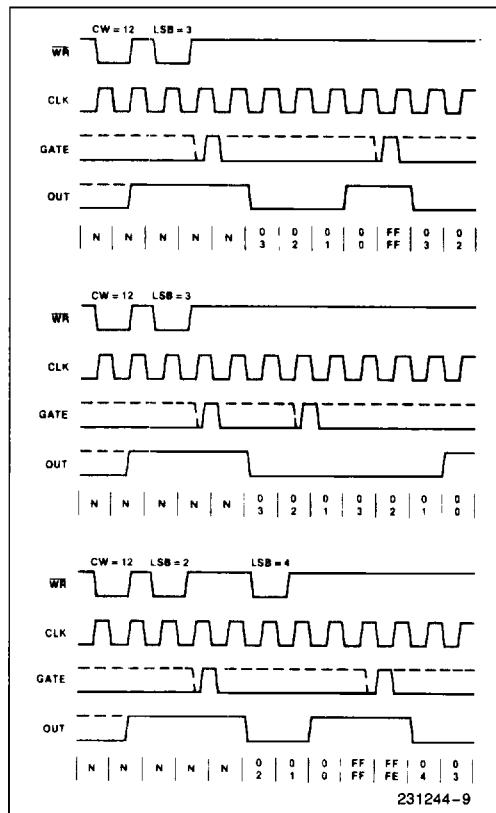 CW = 12 LSB = 3
WR
CLK
GATE
OUT
N N N N N 0 0 0 0 FF 0 0
3 2 1 0 FF 3 2
CW = 12 LSB = 3
WR
CLK
GATE
OUT
N N N N N 0 0 0 0 0 0 0
3 2 1 3 2 1 0
CW = 12 LSB = 2 LSB = 4
WR
CLK
GATE
OUT
N N N N N 0 0 0 FF FF 0 0
2 1 0 FF FE 4 3
231244-9